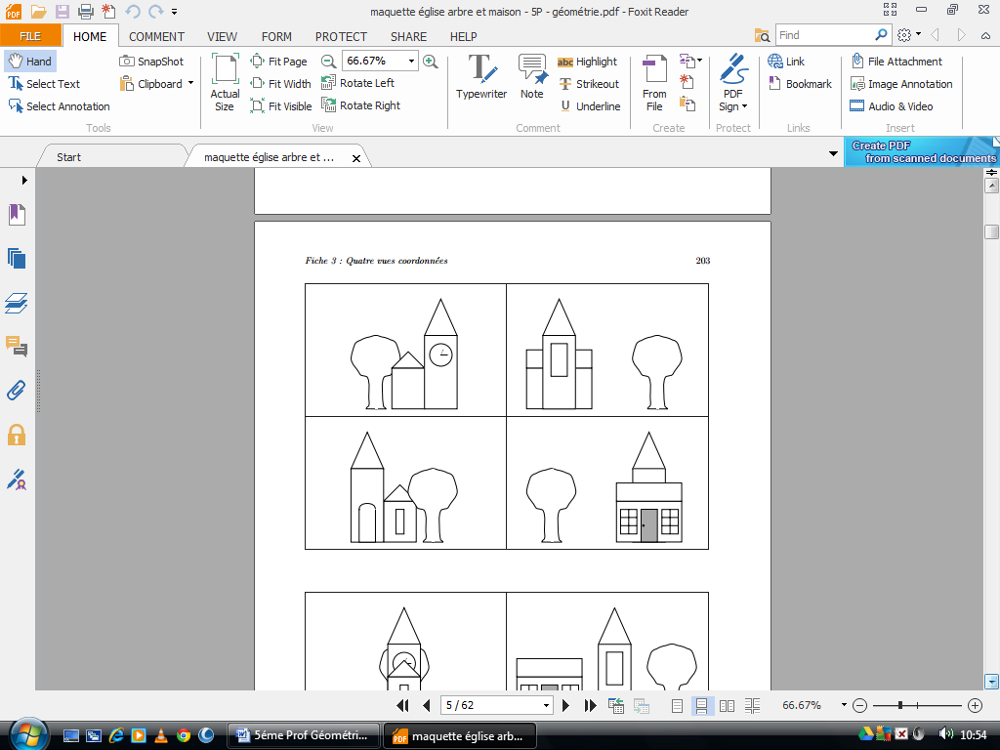 maquette église arbre et maison - 5P - géométrie.pdf - Foxit Reader
FILE HOME COMMENT VIEW FORM PROTECT SHARE HELP Find
Hand SnapShot Fit Page 66.67% abc Highlight Link File Attachment
Select Text Clipboard Fit Width Rotate Left Strikeout Bookmark Image Annotation
Select Annotation Actual Size Fit Visible Rotate Right Typewriter Note Underline From File PDF Sign Audio & Video
Tools View Comment Create Protect Links Insert
Start maquette église arbre et ... Create PDF
from scanned documents
Fiche 3 : Quatre vues coordonnées 203
5 / 62 66.67%
5éme Prof Géométri... maquette église arb... 10:54